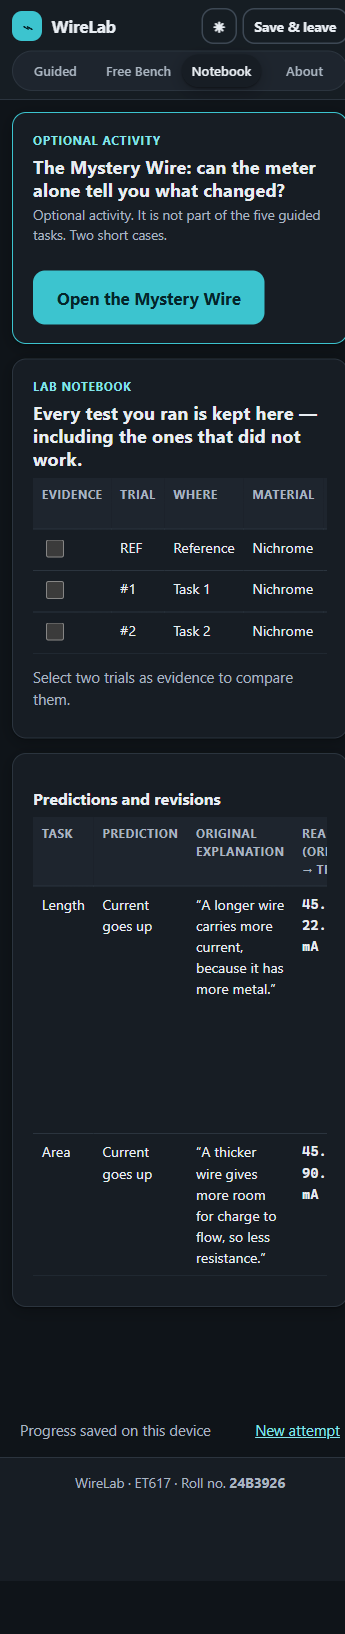 WireLab
Save & leave
Guided Free Bench Notebook About
OPTIONAL ACTIVITY
The Mystery Wire: can the meter
alone tell you what changed?
Optional activity. It is not part of the five guided
tasks. Two short cases.
Open the Mystery Wire
LAB NOTEBOOK
Every test you ran is kept here —
including the ones that did not
work.
EVIDENCE TRIAL WHERE MATERIAL
REF Reference Nichrome
#1 Task 1 Nichrome
#2 Task 2 Nichrome
Select two trials as evidence to compare
them.
Predictions and revisions
TASK PREDICTION ORIGINAL
EXPLANATION
Length Current
goes up
“A longer wire
carries more
current,
because it has
more metal.”
45.
22.
mA
Area Current
goes up
“A thicker
wire gives
more room
for charge to
flow, so less
resistance.”
45.
90.
mA
Progress saved on this device New attempt
WireLab · ET617 · Roll no. 24B3926